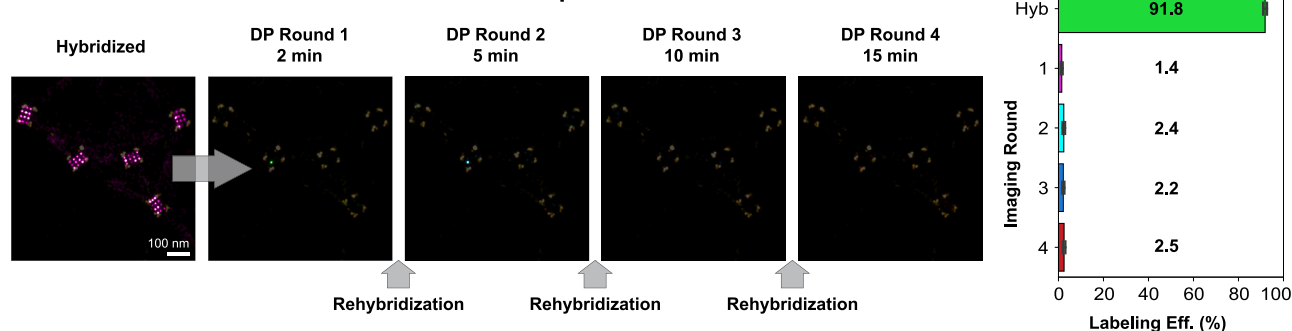 Hybridized
DP Round 1
2 min
DP Round 2
5 min
DP Round 3
10 min
DP Round 4
15 min
100 nm
Rehybridization
Rehybridization
Rehybridization
Imaging Round
Hyb
91.8
1
1.4
2
2.4
3
2.2
4
2.5
0 20 40 60 80 100
Labeling Eff. (%)